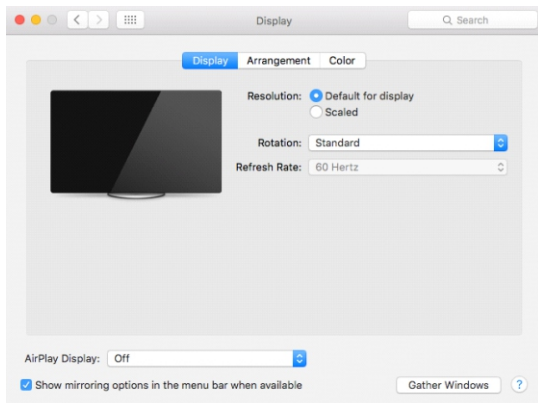 Display
Search
Display Arrangement Color
Resolution: Default for display
Scaled
Rotation: Standard
Refresh Rate: 60 Hertz
AirPlay Display: Off
Show mirroring options in the menu bar when available
Gather Windows ?